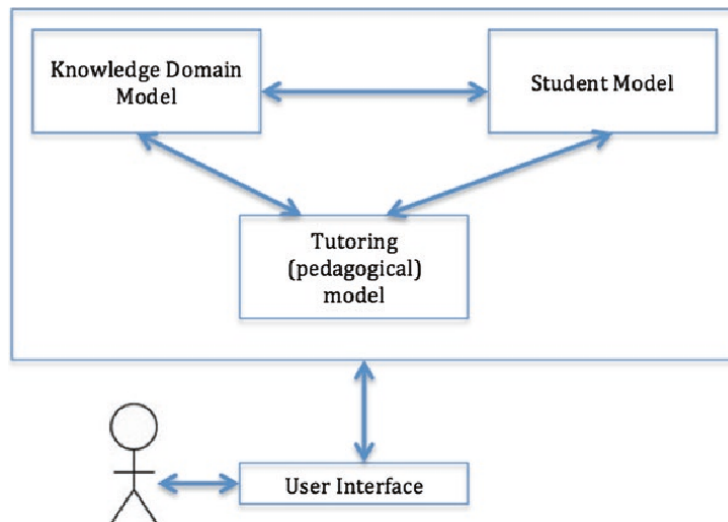 Knowledge Domain
Model
Student Model
Tutoring
(pedagogical)
model
User Interface